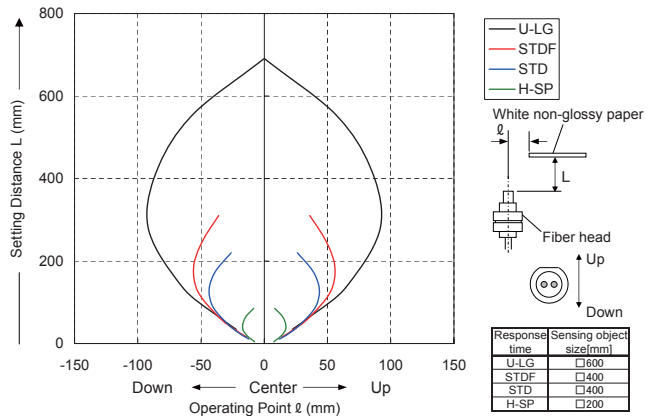 800
600
400
200
0
Setting Distance L (mm)
-150
-100
-50
0
50
100
150
Down
Center
Up
Operating Point ℓ (mm)
U-LG
STDF
STD
H-SP
White non-glossy paper
ℓ
L
Fiber head
Up
Down
Response time Sensing object size[mm]
U-LG □600
STDF □400
STD □400
H-SP □200